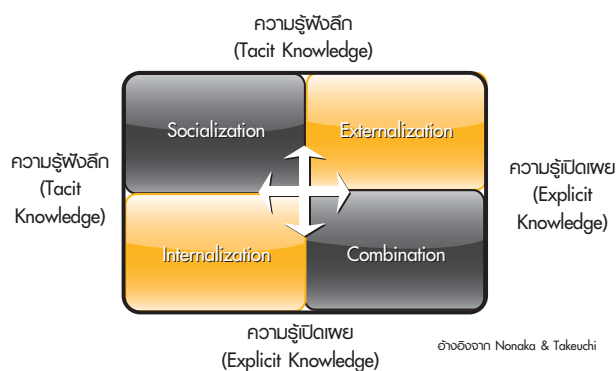 ความรู้ฝังลึก
(Tacit Knowledge)
Socialization
Externalization
ความรู้ฝังลึก
(Tacit
Knowledge)
ความรู้เปิดเผย
(Explicit
Knowledge)
Internalization
Combination
ความรู้เปิดเผย
(Explicit Knowledge)
อ้างอิงจาก Nonaka & Takeuchi